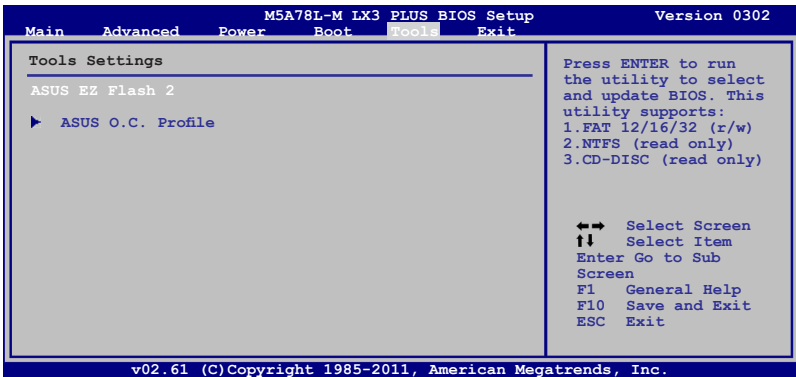 M5A78L-M LX3 PLUS BIOS Setup Version 0302
Main Advanced Power Boot Tools Exit
Tools Settings
ASUS EZ Flash 2
ASUS O.C. Profile
Press ENTER to run
the utility to select
and update BIOS. This
utility supports:
1.FAT 12/16/32 (r/w)
2.NTFS (read only)
3.CD-DISC (read only)
←→ Select Screen
↑↓ Select Item
Enter Go to Sub
Screen
F1 General Help
F10 Save and Exit
ESC Exit
v02.61 (C)Copyright 1985-2011, American Megatrends, Inc.